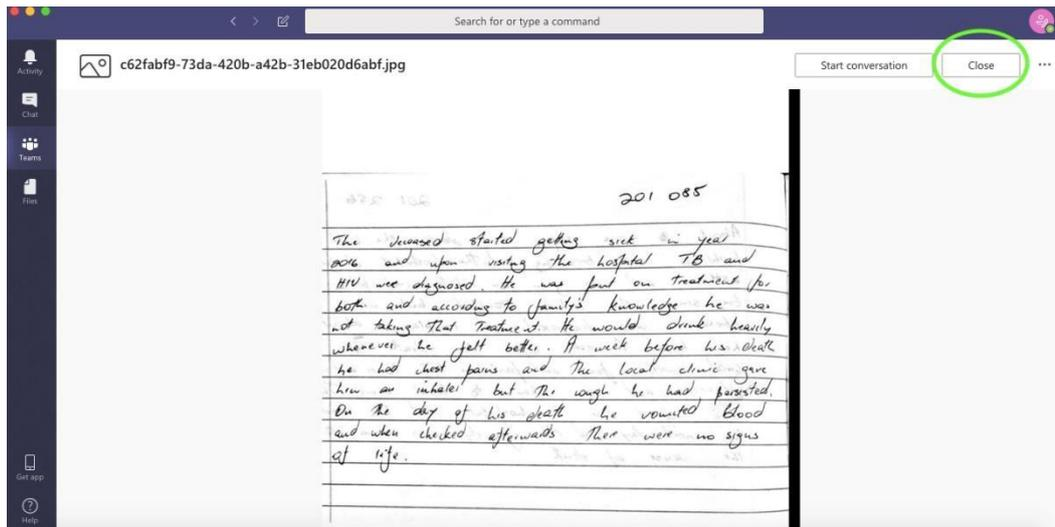 Search for or type a command
Activity
Chat
Teams
Files
Get app
Help
c62fabf9-73da-420b-a42b-31eb020d6abf.jpg
Start conversation
Close
...
201 085
The deceased started getting sick in year
2016 and upon visiting the hospital TB and
HIV wee diagnosed. He was put on Treatment for
both and according to family's knowledge he was
not taking That Treatment. He would drink heavily
whenever he felt better. A week before his death
he had chest pains and The local clinic gave
him an inhaler but The cough he had persisted.
On The day of his death he vomited blood
and when checked afterwards There were no signs
of life.